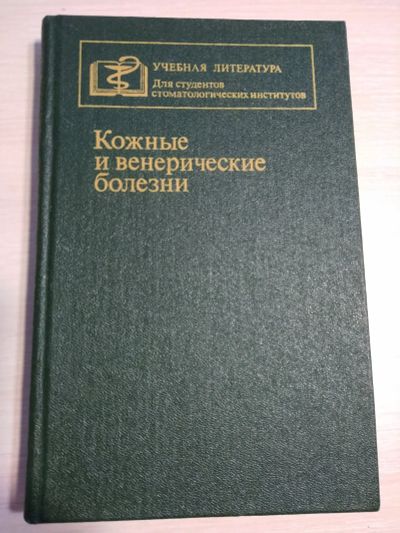 УЧЕБНАЯ ЛИТЕРАТУРА
Для студентов
стоматологических институтов
Кожные
и венерические
болезни